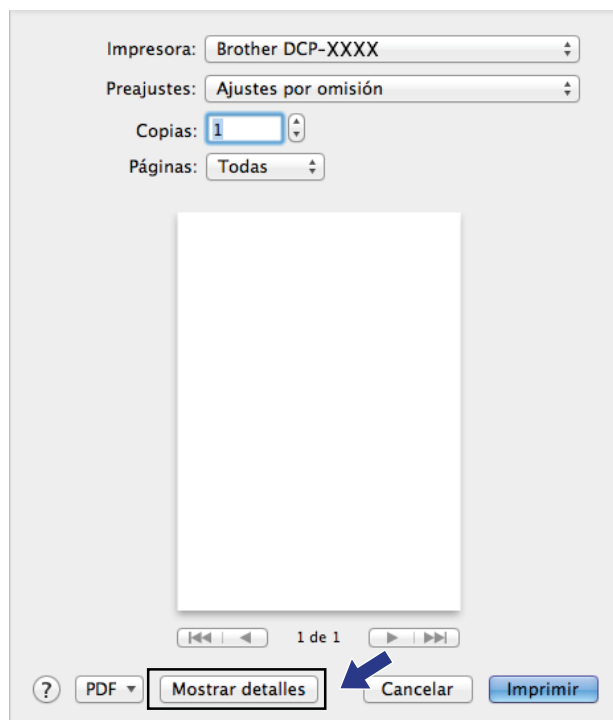 Impresora: Brother DCP-XXXX
Preajustes: Ajustes por omisión
Copias: 1
Páginas: Todas
1 de 1
? PDF Mostrar detalles Cancelar Imprimir